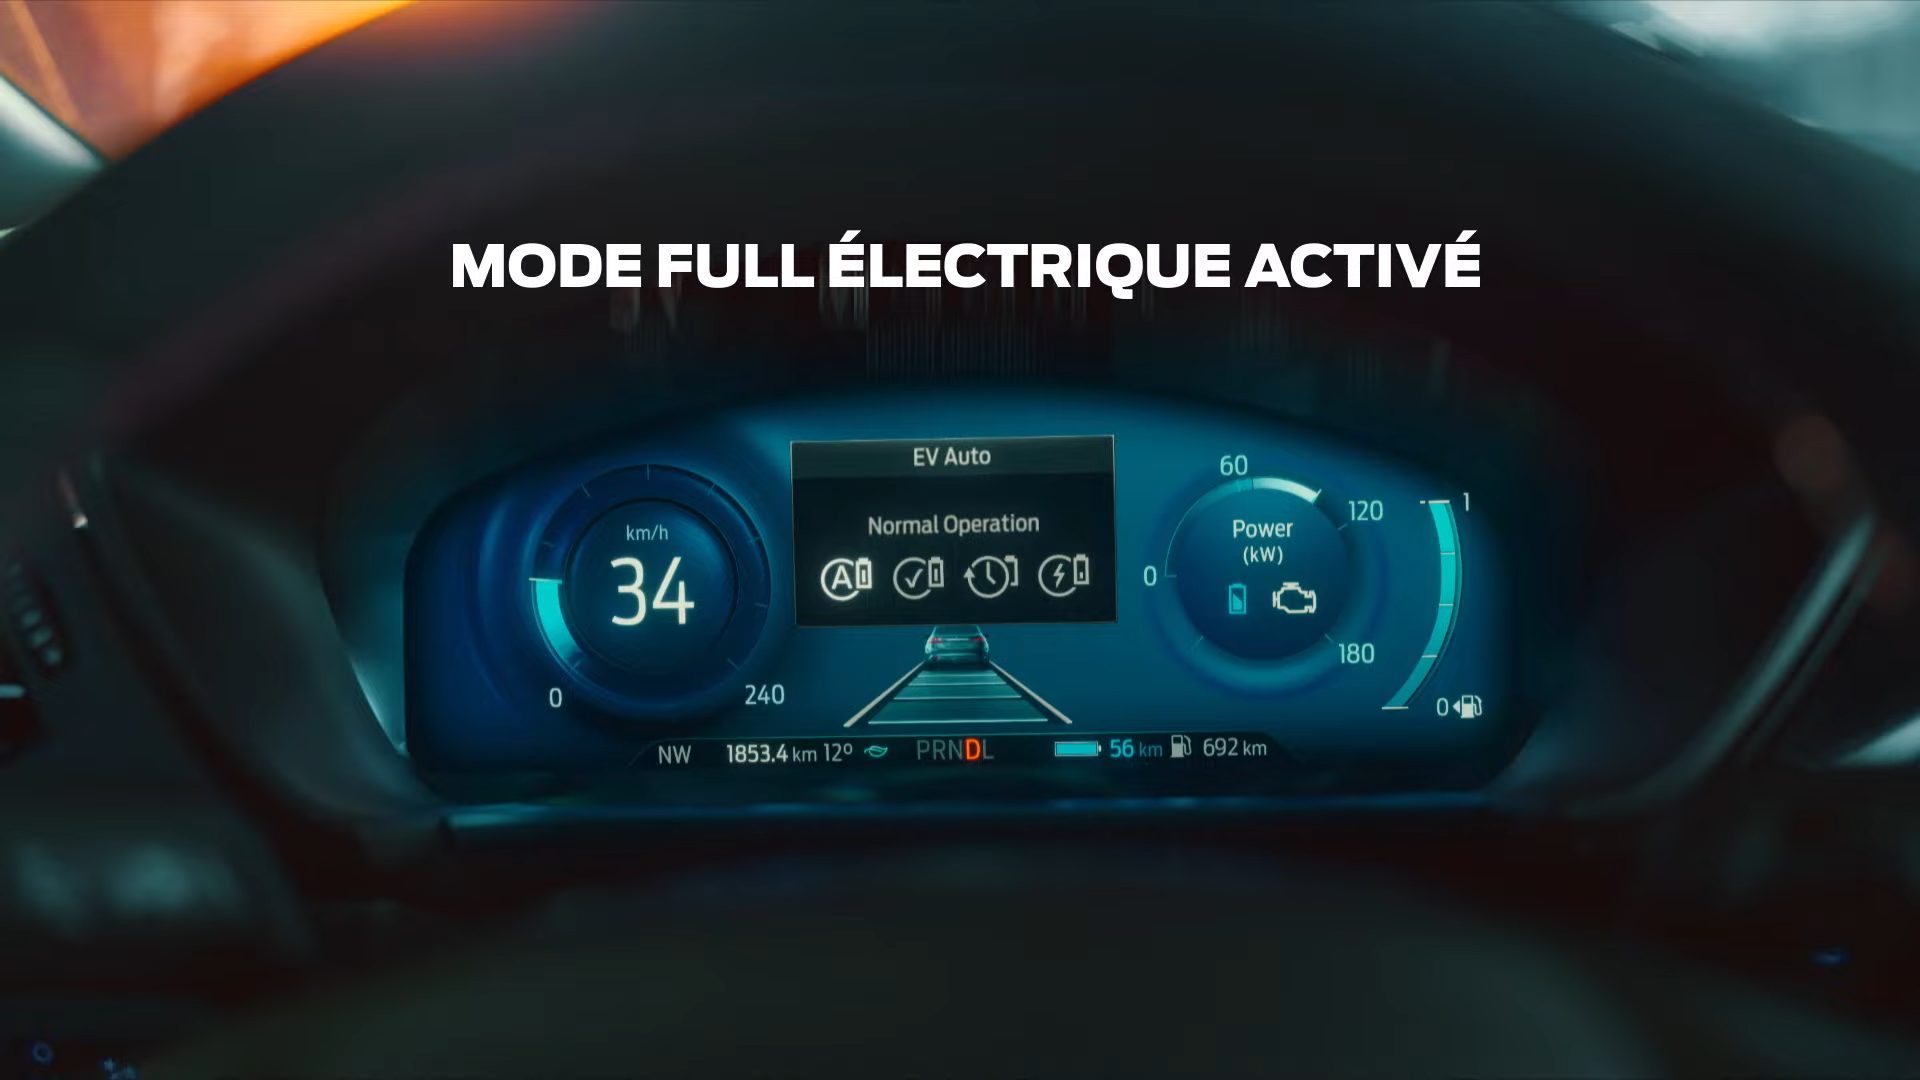 MODE FULL ÉLECTRIQUE ACTIVÉ
EV Auto
Normal Operation
A
km/h
34
0
240
60
120
Power
(kW)
0
180
1
0
NW
1853.4 km 12º
PRNDL
56 km
692 km